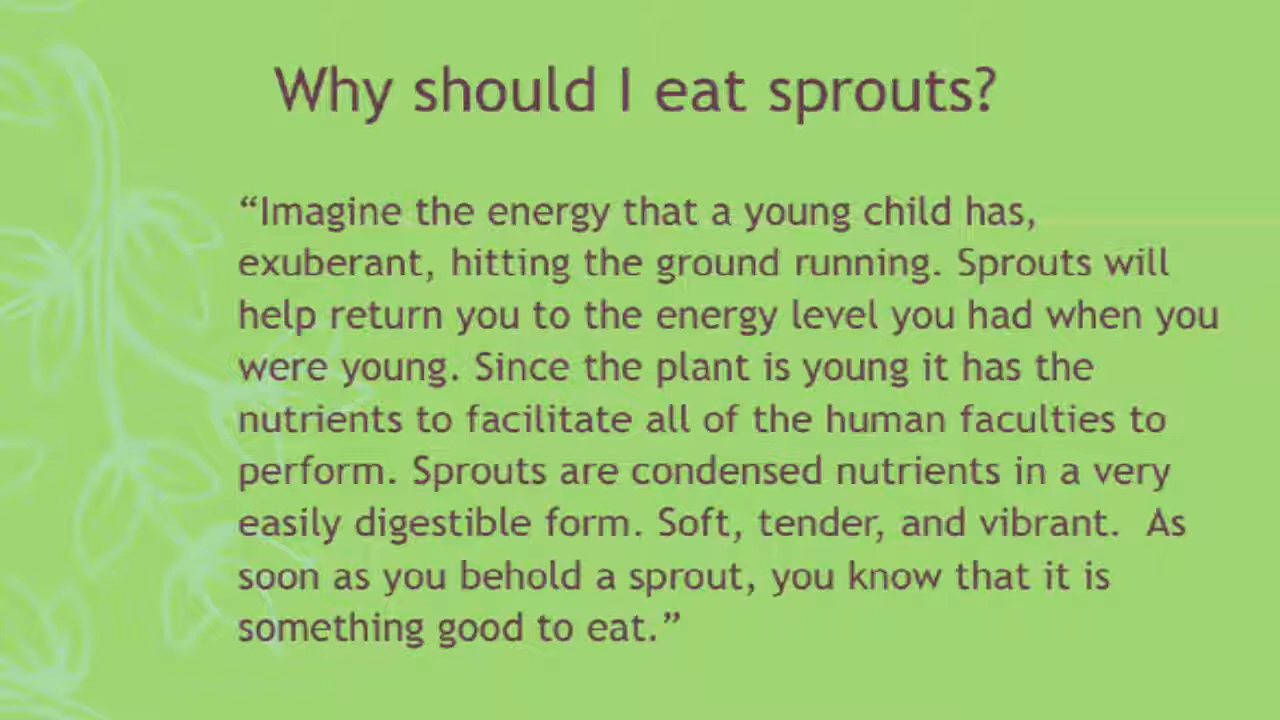 Why should I eat sprouts?
“Imagine the energy that a young child has,
exuberant, hitting the ground running. Sprouts will
help return you to the energy level you had when you
were young. Since the plant is young it has the
nutrients to facilitate all of the human faculties to
perform. Sprouts are condensed nutrients in a very
easily digestible form. Soft, tender, and vibrant.  As
soon as you behold a sprout, you know that it is
something good to eat.”